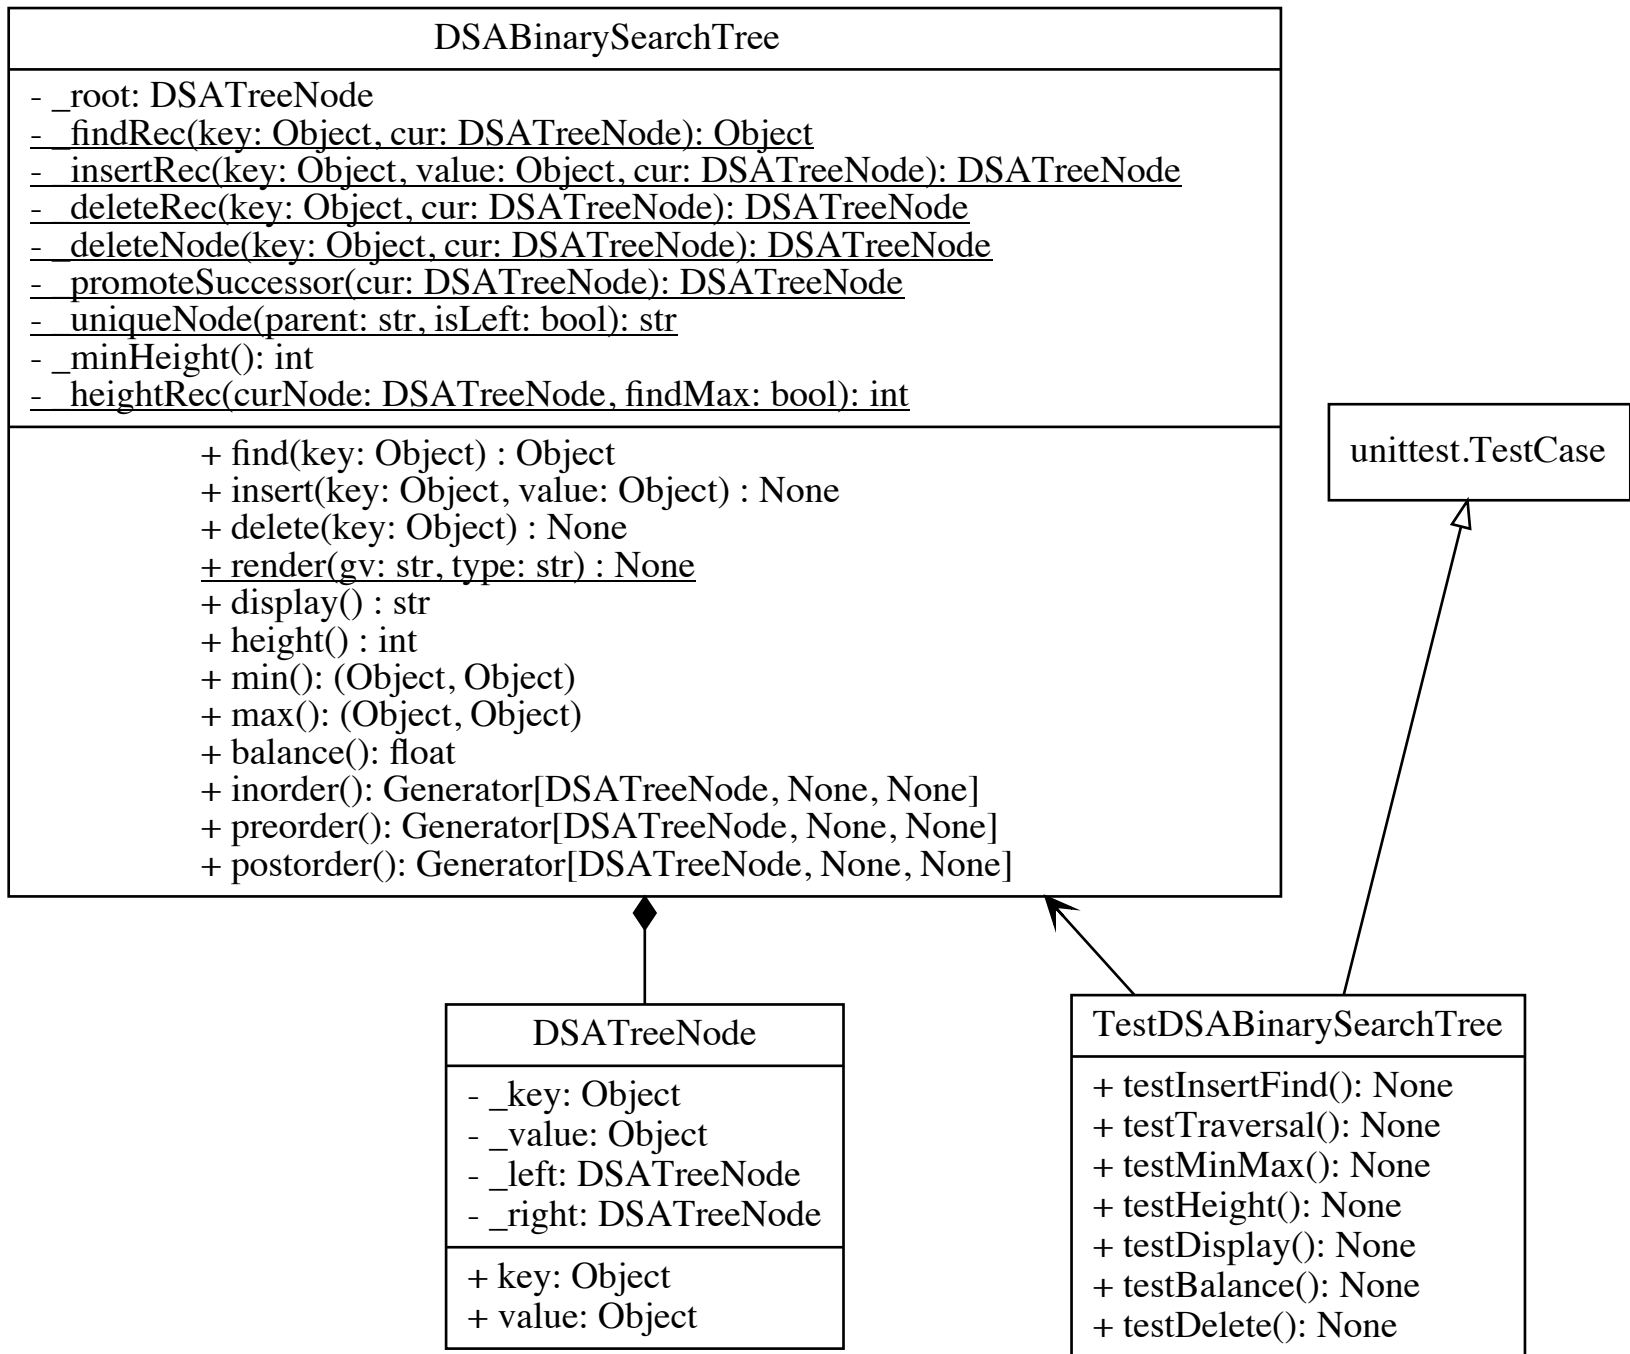 DSABinarySearchTree
- _root: DSATreeNode
- _findRec(key: Object, cur: DSATreeNode): Object
- _insertRec(key: Object, value: Object, cur: DSATreeNode): DSATreeNode
- _deleteRec(key: Object, cur: DSATreeNode): DSATreeNode
- _deleteNode(key: Object, cur: DSATreeNode): DSATreeNode
- _promoteSuccessor(cur: DSATreeNode): DSATreeNode
- _uniqueNode(parent: str, isLeft: bool): str
- _minHeight(): int
- _heightRec(curNode: DSATreeNode, findMax: bool): int
+ find(key: Object) : Object
+ insert(key: Object, value: Object) : None
+ delete(key: Object) : None
+ render(gv: str, type: str) : None
+ display() : str
+ height() : int
+ min(): (Object, Object)
+ max(): (Object, Object)
+ balance(): float
+ inorder(): Generator[DSATreeNode, None, None]
+ preorder(): Generator[DSATreeNode, None, None]
+ postorder(): Generator[DSATreeNode, None, None]
unittest.TestCase
DSATreeNode
- _key: Object
- _value: Object
- _left: DSATreeNode
- _right: DSATreeNode
+ key: Object
+ value: Object
TestDSABinarySearchTree
+ testInsertFind(): None
+ testTraversal(): None
+ testMinMax(): None
+ testHeight(): None
+ testDisplay(): None
+ testBalance(): None
+ testDelete(): None